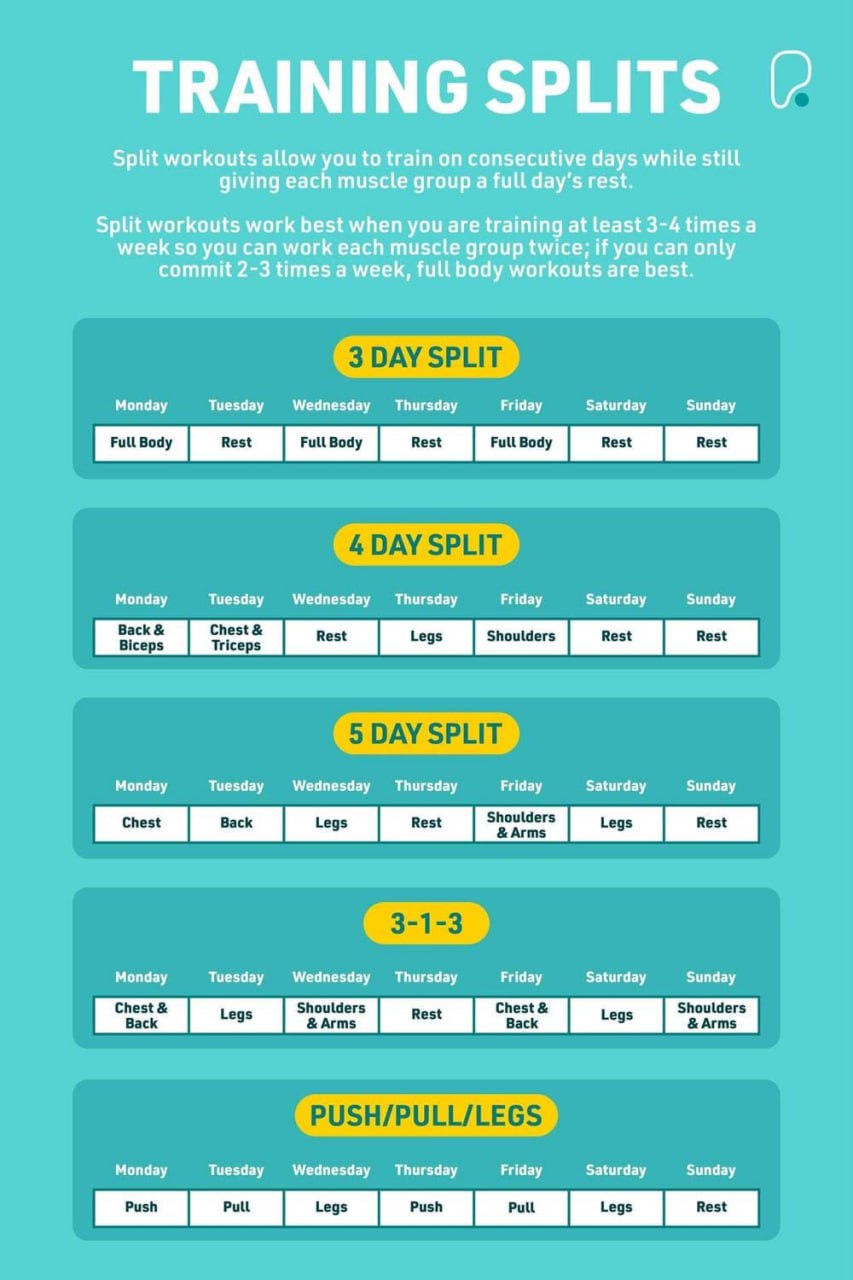 TRAINING SPLITS
Split workouts allow you to train on consecutive days while still
giving each muscle group a full day's rest.
Split workouts work best when you are training at least 3-4 times a
week so you can work each muscle group twice; if you can only
commit 2-3 times a week, full body workouts are best.
3 DAY SPLIT
Monday Tuesday Wednesday Thursday Friday Saturday Sunday
Full Body Rest Full Body Rest Full Body Rest Rest
4 DAY SPLIT
Monday Tuesday Wednesday Thursday Friday Saturday Sunday
Back & Biceps Chest & Triceps Rest Legs Shoulders Rest Rest
5 DAY SPLIT
Monday Tuesday Wednesday Thursday Friday Saturday Sunday
Chest Back Legs Rest Shoulders & Arms Legs Rest
3-1-3
Monday Tuesday Wednesday Thursday Friday Saturday Sunday
Chest & Back Legs Shoulders & Arms Rest Chest & Back Legs Shoulders & Arms
PUSH/PULL/LEGS
Monday Tuesday Wednesday Thursday Friday Saturday Sunday
Push Pull Legs Push Pull Legs Rest